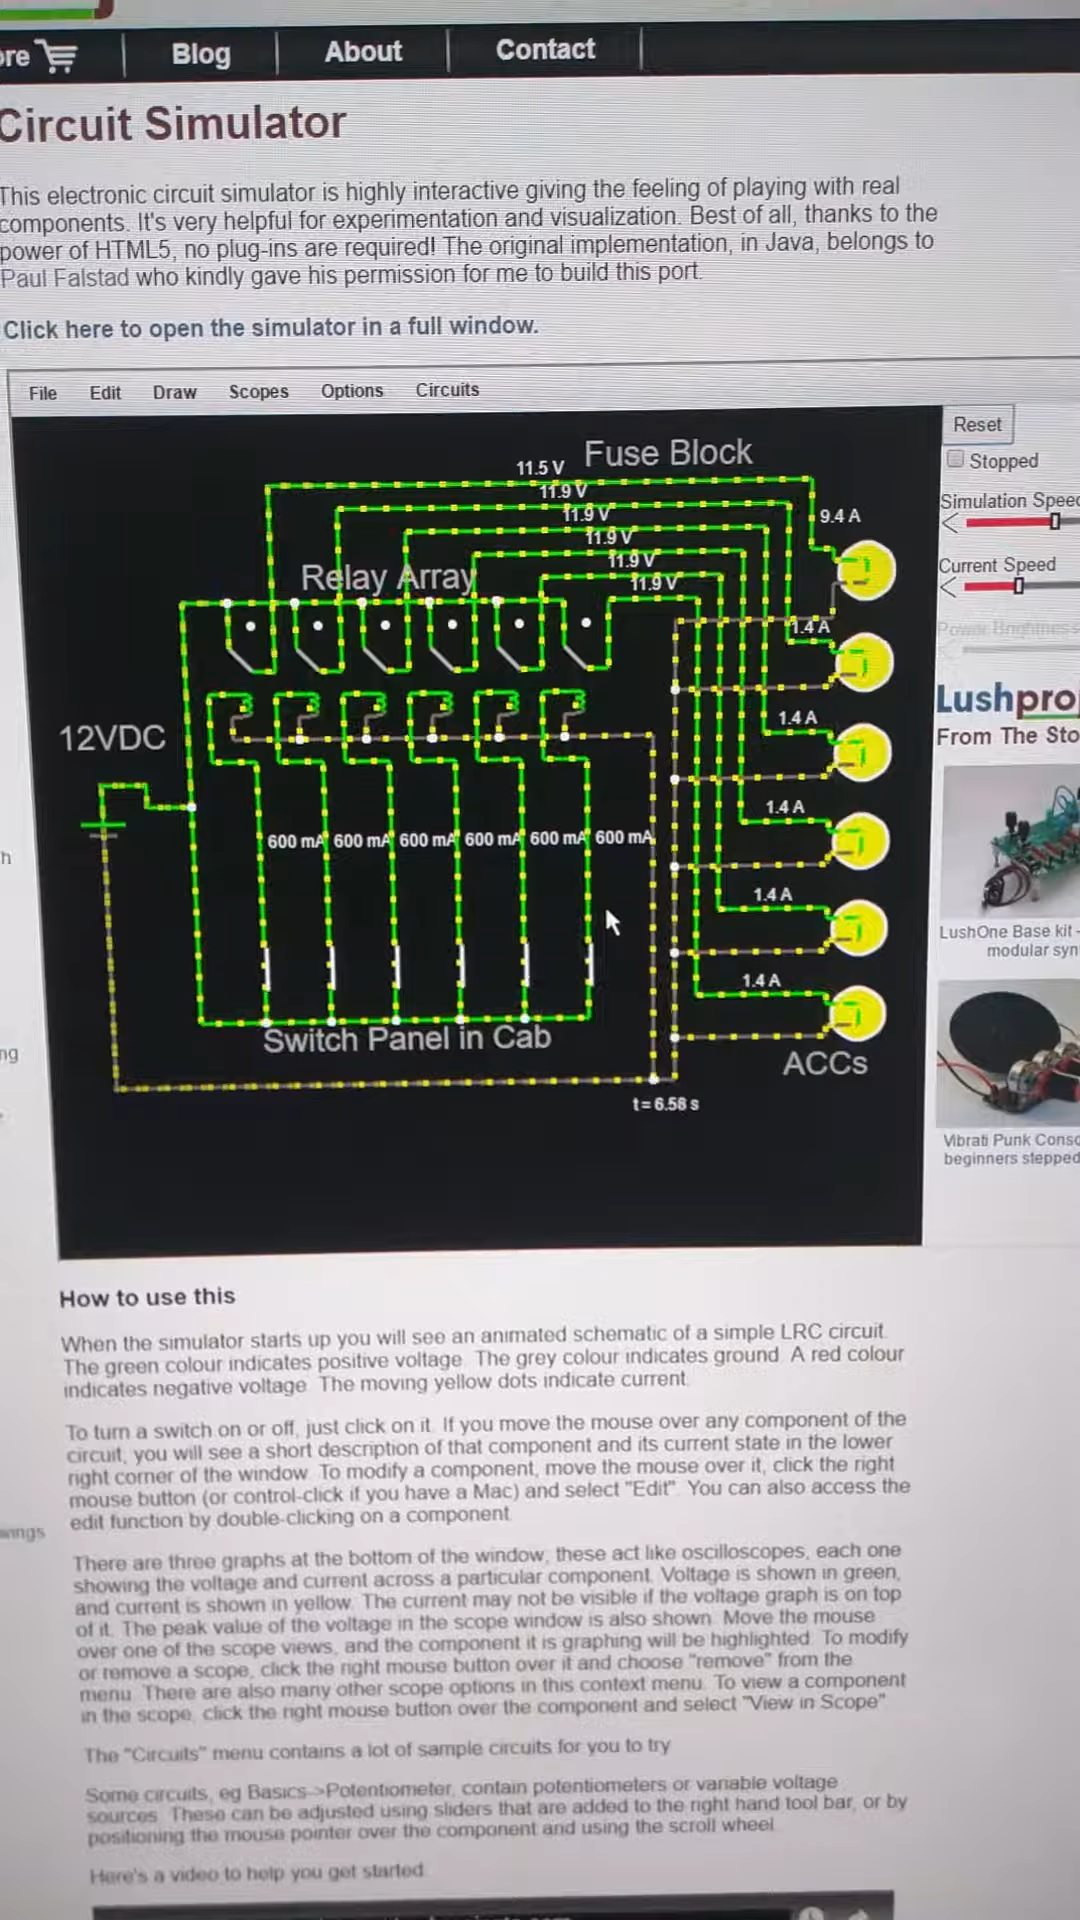 Blog
About
Contact
Circuit Simulator
This electronic circuit simulator is highly interactive giving the feeling of playing with real
components. It's very helpful for experimentation and visualization. Best of all, thanks to the
power of HTML5, no plug-ins are required! The original implementation, in Java, belongs to
Paul Falstad who kindly gave his permission for me to build this port.
Click here to open the simulator in a full window.
File Edit Draw Scopes Options Circuits
Reset
Stopped
Simulation Speed
Current Speed
Power Brightness
Fuse Block
11.5 V
11.9 V
11.9 V
11.9 V
11.9 V
11.9 V
9.4 A
Relay Array
1.4 A
1.4 A
1.4 A
1.4 A
1.4 A
12VDC
600 mA 600 mA 600 mA 600 mA 600 mA 600 mA
Switch Panel in Cab
ACCs
t= 6.58 s
Lushpro
From The Sto
LushOne Base kit -
modular syn
Vibrati Punk Conso
beginners stepped
How to use this
When the simulator starts up you will see an animated schematic of a simple LRC circuit.
The green colour indicates positive voltage. The grey colour indicates ground. A red colour
indicates negative voltage. The moving yellow dots indicate current.
To turn a switch on or off, just click on it. If you move the mouse over any component of the
circuit, you will see a short description of that component and its current state in the lower
right corner of the window. To modify a component, move the mouse over it, click the right
mouse button (or control-click if you have a Mac) and select "Edit". You can also access the
edit function by double-clicking on a component.
There are three graphs at the bottom of the window; these act like oscilloscopes, each one
showing the voltage and current across a particular component. Voltage is shown in green,
and current is shown in yellow. The current may not be visible if the voltage graph is on top
of it. The peak value of the voltage in the scope window is also shown. Move the mouse
over one of the scope views, and the component it is graphing will be highlighted. To modify
or remove a scope, click the right mouse button over it and choose "remove" from the
menu. There are also many other scope options in this context menu. To view a component
in the scope, click the right mouse button over the component and select "View in Scope"
The "Circuits" menu contains a lot of sample circuits for you to try
Some circuits, eg Basics->Potentiometer, contain potentiometers or variable voltage
sources. These can be adjusted using sliders that are added to the right hand tool bar, or by
positioning the mouse pointer over the component and using the scroll wheel.
Here's a video to help you get started.